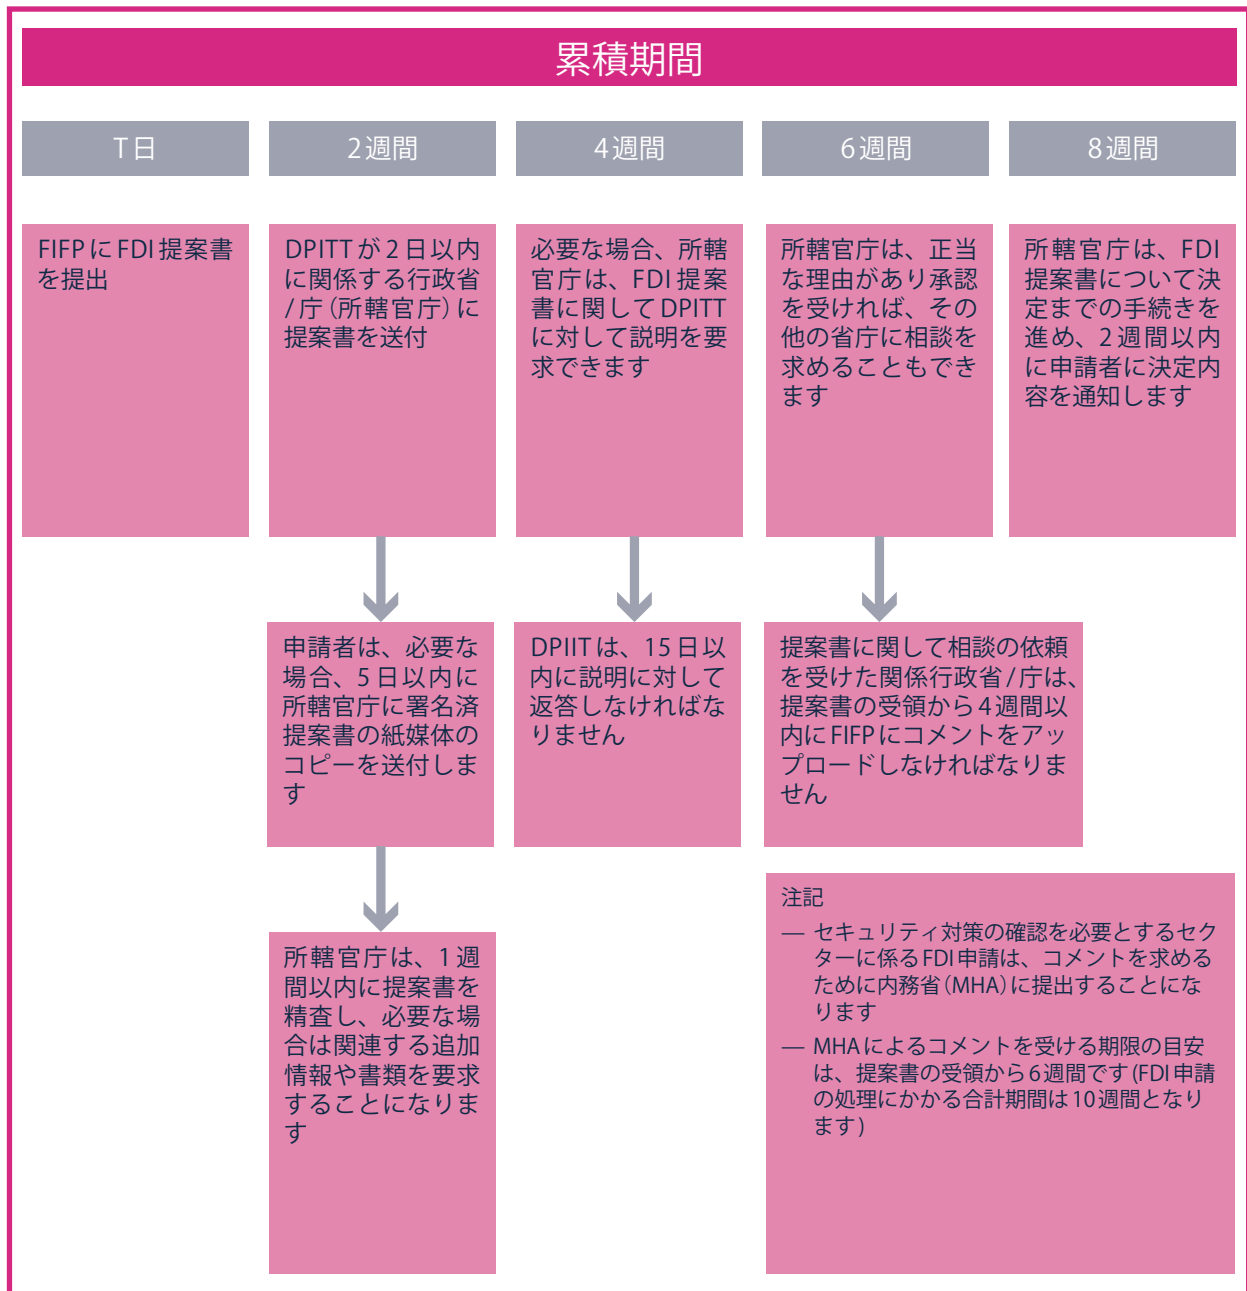 累積期間
T日
2週間
4週間
6週間
8週間
FIFPにFDI提案書
を提出
DPITTが2日以内
に関係する行政省
/庁（所轄官庁）に
提案書を送付
必要な場合、所轄
官庁は、FDI提案
書に関してDPITT
に対して説明を要
求できます
所轄官庁は、正当
な理由があり承認
を受ければ、その
他の省庁に相談を
求めることもでき
ます
所轄官庁は、FDI
提案書について決
定までの手続きを
進め、2週間以内
に申請者に決定内
容を通知します
申請者は、必要な
場合、5日以内に
所轄官庁に署名済
提案書の紙媒体の
コピーを送付しま
す
DPIITは、15日以
内に説明に対して
返答しなければな
りません
提案書に関して相談の依頼
を受けた関係行政省/庁は、
提案書の受領から4週間以
内にFIFPにコメントをアッ
プロードしなければなりま
せん
所轄官庁は、1週
間以内に提案書を
精査し、必要な場
合は関連する追加
情報や書類を要求
することになりま
す
注記
— セキュリティ対策の確認を必要とするセク
ターに係るFDI申請は、コメントを求める
ために内務省（MHA）に提出することにな
ります
— MHAによるコメントを受ける期限の目安
は、提案書の受領から6週間です(FDI申請
の処理にかかる合計期間は10週間となり
ます)